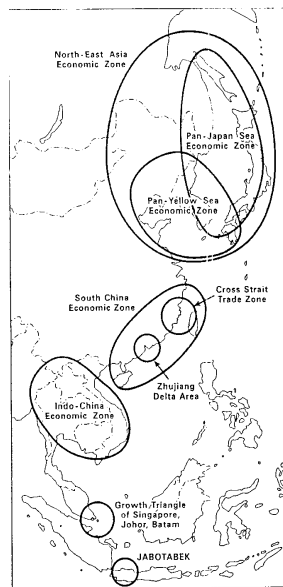 North-East Asia
Economic Zone
Pan-Japan Sea
Economic Zone
Pan-Yellow Sea
Economic Zone
South China
Economic Zone
Cross Strait
Trade Zone
Zhujiang
Delta Area
Indo-China
Economic Zone
Growth Triangle
of Singapore,
Johor, Batam
JABOTABEK